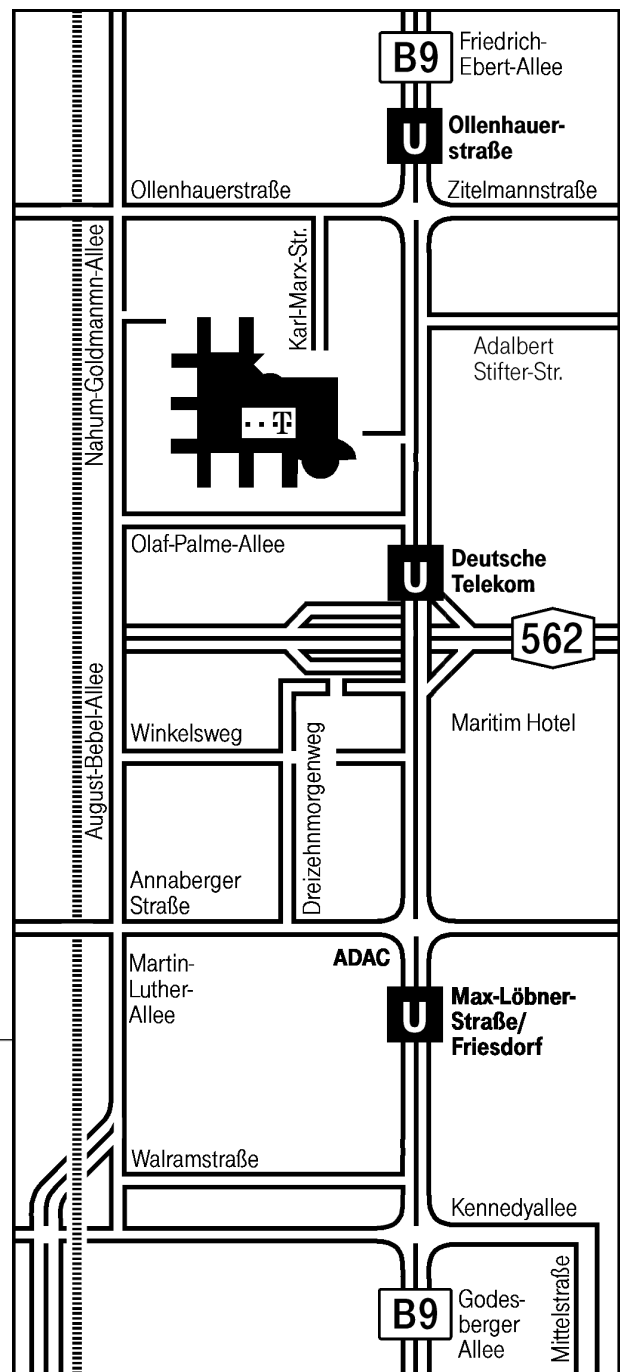 B9
Friedrich-
Ebert-Allee
U
Ollenhauer-
straße
Ollenhauerstraße
Zitelmannstraße
Nahum-Goldmanmn-Allee
Karl-Marx-Str.
Adalbert
Stifter-Str.
T
Olaf-Palme-Allee
U
Deutsche
Telekom
562
August-Bebel-Allee
Winkelsweg
Dreizehnmorgenweg
Maritim Hotel
Annaberger
Straße
ADAC
Martin-
Luther-
Allee
U
Max-Löbner-
Straße/
Friesdorf
Walramstraße
Kennedyallee
Mittelstraße
B9
Godes-
berger
Allee